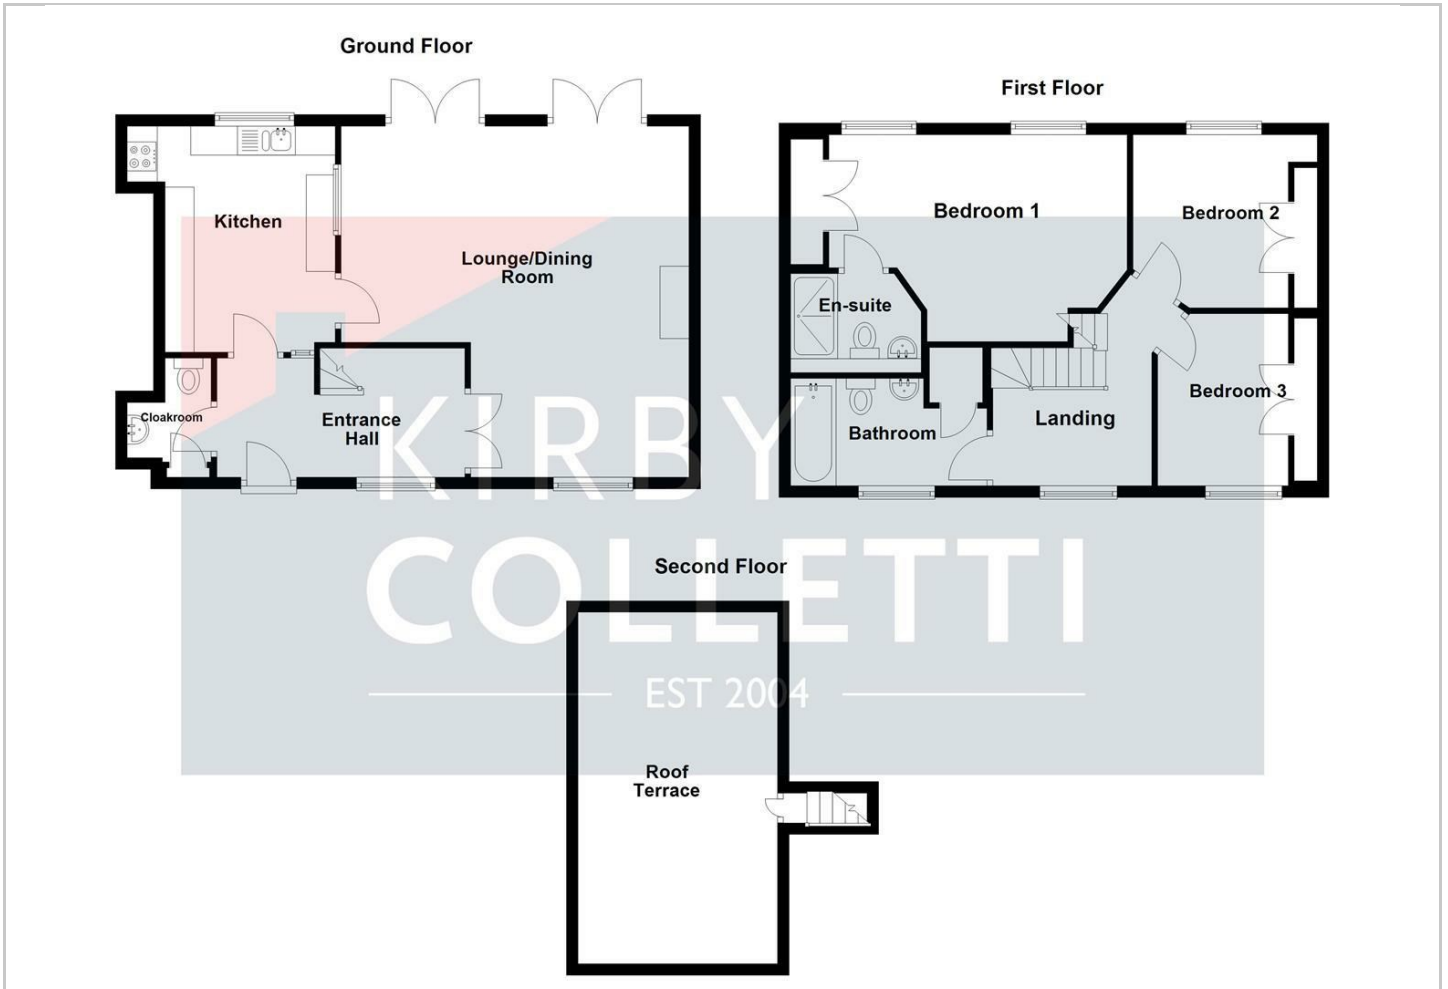 Ground Floor
First Floor
Kitchen
Lounge/Dining
Room
Cloakroom
Entrance
Hall
Bedroom 1
Bedroom 2
En-suite
Bathroom
Landing
Bedroom 3
KIRBY
COLLETTI
EST 2004
Second Floor
Roof
Terrace